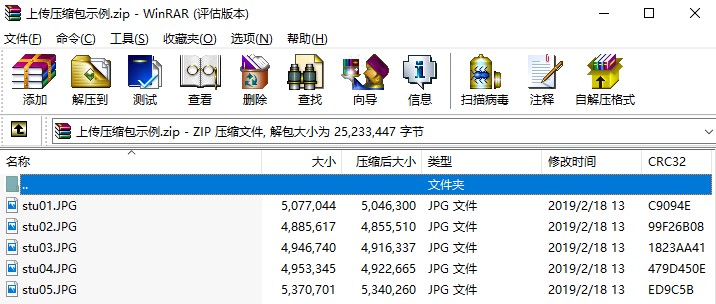 上传压缩包示例.zip - WinRAR (评估版本)
文件(F) 命令(C) 工具(S) 收藏夹(O) 选项(N) 帮助(H)
添加 解压到 测试 查看 删除 查找 向导 信息 扫描病毒 注释 自解压格式
上传压缩包示例.zip - ZIP 压缩文件, 解包大小为 25,233,447 字节
名称 大小 压缩后大小 类型 修改时间 CRC32
.. 文件夹
stu01.JPG 5,077,044 5,046,300 JPG 文件 2019/2/18 13 C9094E
stu02.JPG 4,885,617 4,855,510 JPG 文件 2019/2/18 13 99F26B08
stu03.JPG 4,946,740 4,916,337 JPG 文件 2019/2/18 13 1823AA41
stu04.JPG 4,953,345 4,922,665 JPG 文件 2019/2/18 13 479D450E
stu05.JPG 5,370,701 5,340,260 JPG 文件 2019/2/18 13 ED9C5B